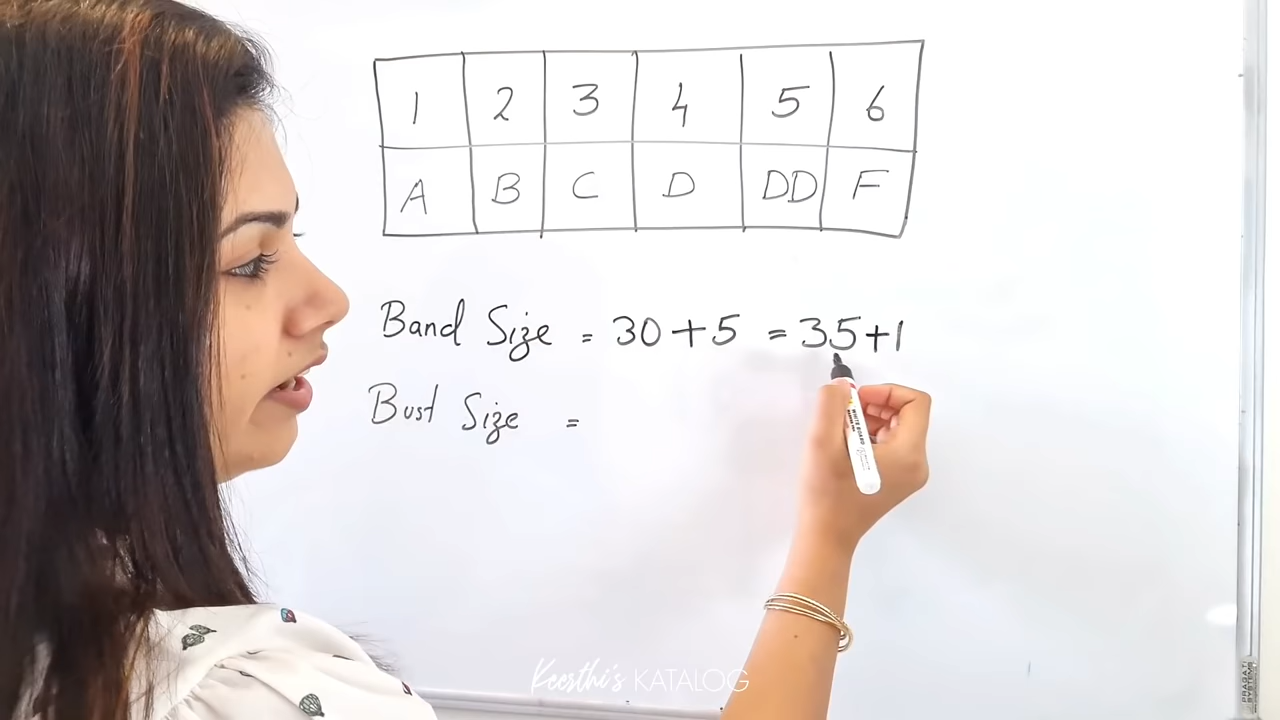 1 2 3 4 5 6
A B C D DD F
Band Size = 30+5 = 35+1
Bust Size =
Keerthi's KATALOG